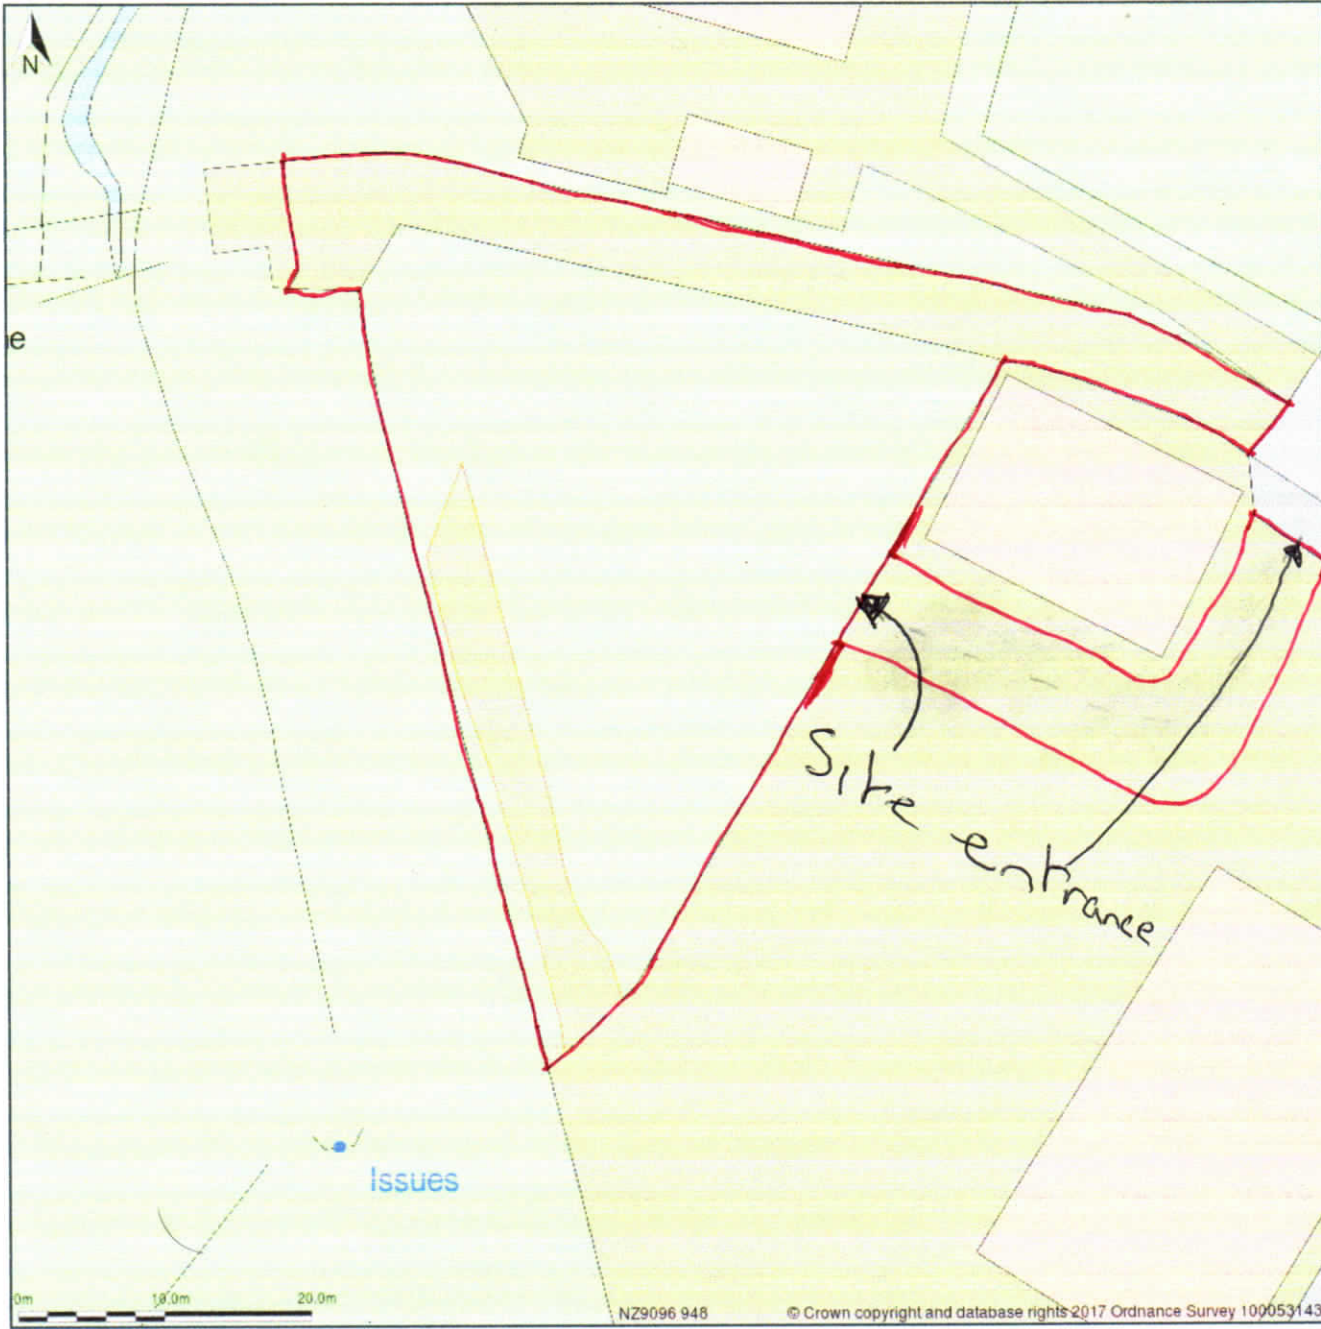 N
e
Site entrance
Issues
0m 10.0m 20.0m
NZ9096 948 © Crown copyright and database rights 2017 Ordnance Survey 100053143